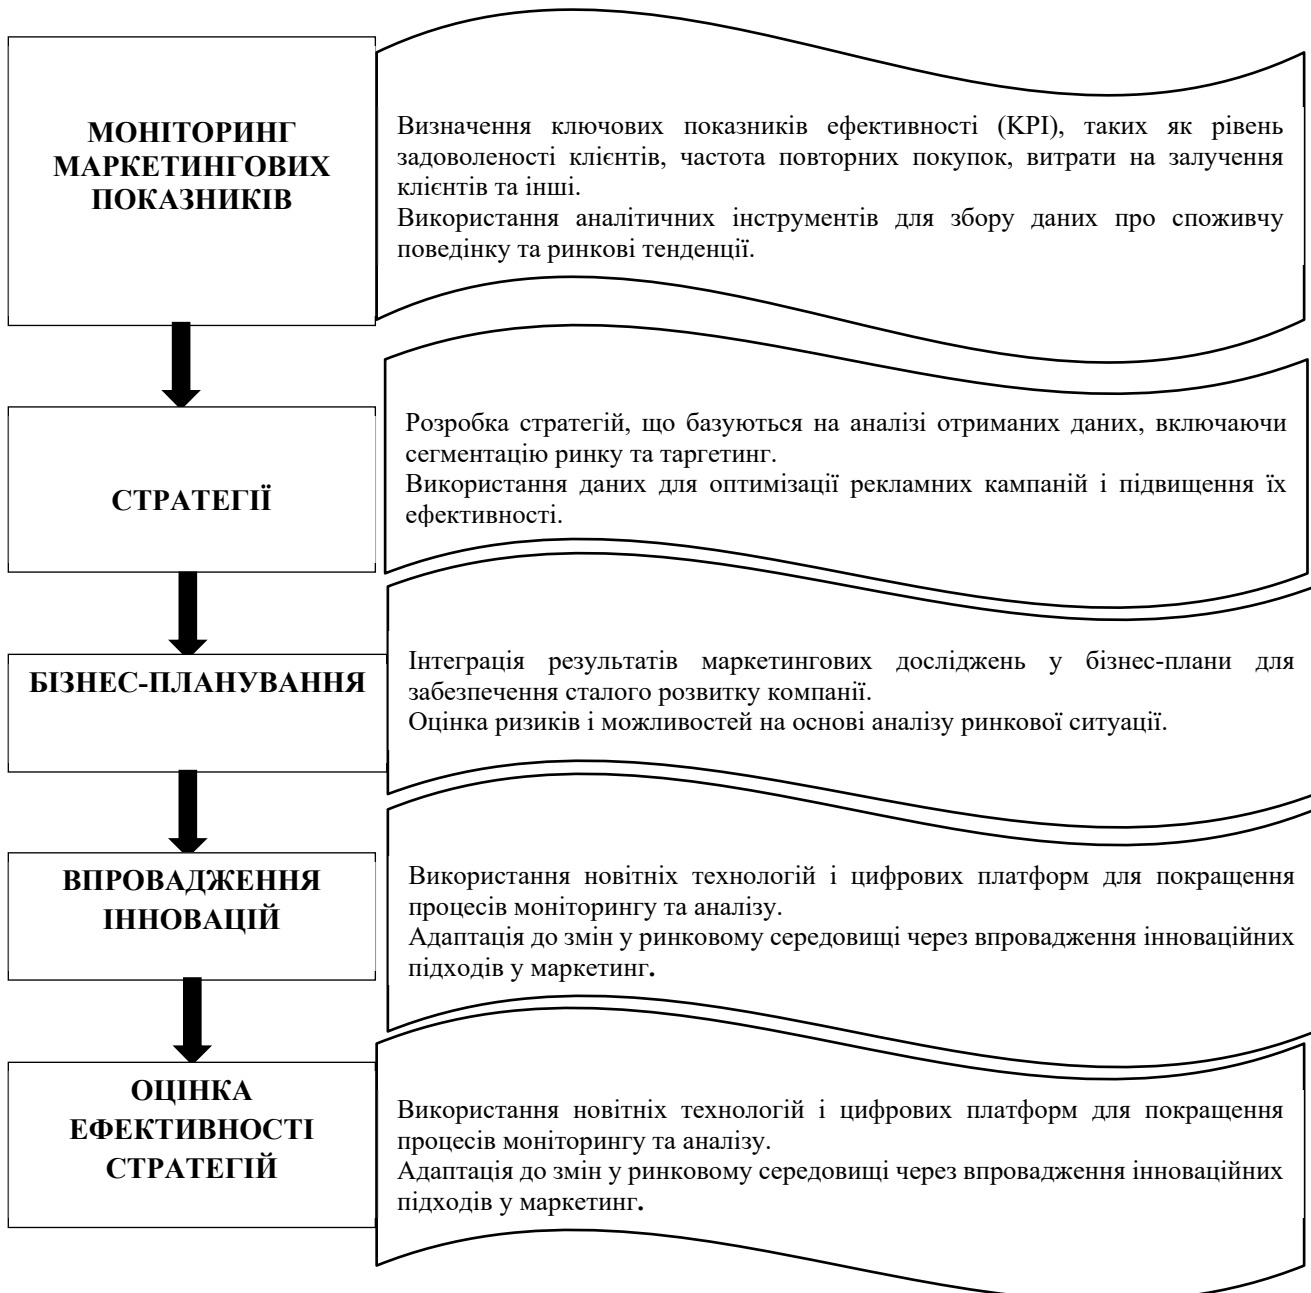 МОНІТОРИНГ
МАРКЕТИНГОВИХ
ПОКАЗНИКІВ
Визначення ключових показників ефективності (KPI), таких як рівень
задоволеності клієнтів, частота повторних покупок, витрати на залучення
клієнтів та інші.
Використання аналітичних інструментів для збору даних про споживчу
поведінку та ринкові тенденції.
СТРАТЕГІЇ
Розробка стратегій, що базуються на аналізі отриманих даних, включаючи
сегментацію ринку та таргетинг.
Використання даних для оптимізації рекламних кампаній і підвищення їх
ефективності.
БІЗНЕС-ПЛАНУВАННЯ
Інтеграція результатів маркетингових досліджень у бізнес-плани для
забезпечення сталого розвитку компанії.
Оцінка ризиків і можливостей на основі аналізу ринкової ситуації.
ВПРОВАДЖЕННЯ
ІННОВАЦІЙ
Використання новітніх технологій і цифрових платформ для покращення
процесів моніторингу та аналізу.
Адаптація до змін у ринковому середовищі через впровадження інноваційних
підходів у маркетинг.
ОЦІНКА
ЕФЕКТИВНОСТІ
СТРАТЕГІЙ
Використання новітніх технологій і цифрових платформ для покращення
процесів моніторингу та аналізу.
Адаптація до змін у ринковому середовищі через впровадження інноваційних
підходів у маркетинг.